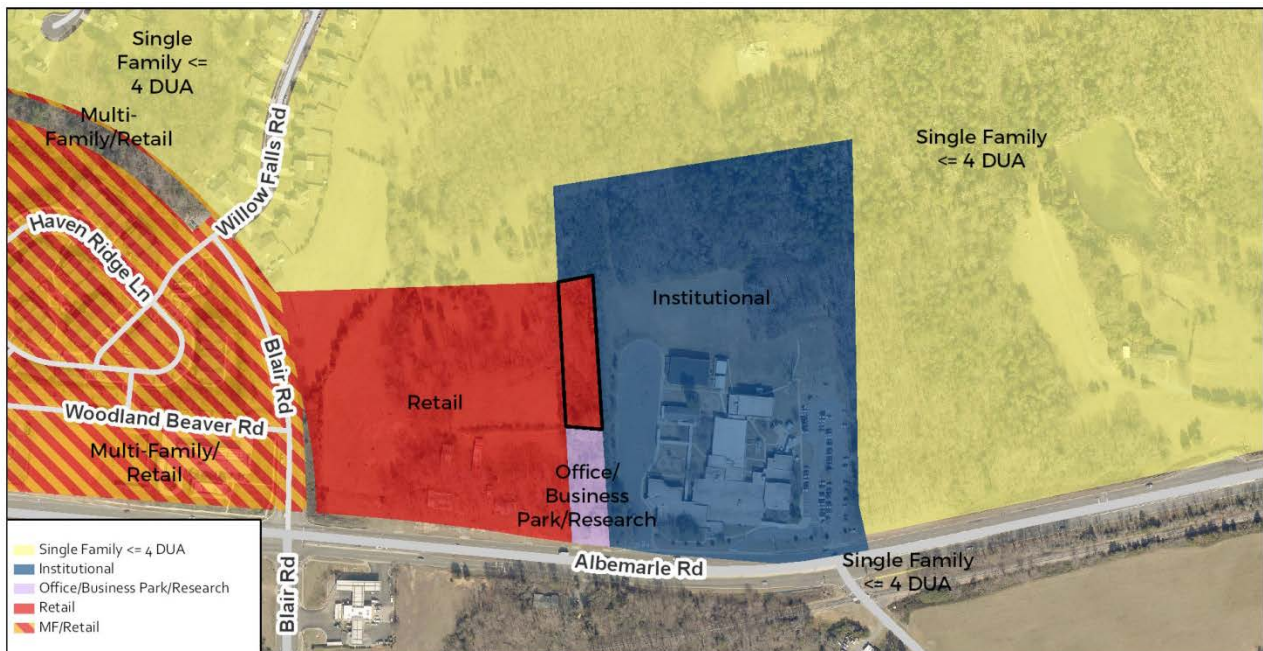 Single
Family <=
4 DUA
Multi-
Family/Retail
Willow Falls Rd
Single Family
<= 4 DUA
Haven Ridge Ln
Institutional
Blair Rd
Retail
Woodland Beaver Rd
Multi-Family/
Retail
Office/
Business
Park/Research
Albemarle Rd
Single Family
<= 4 DUA
Blair Rd
Single Family <= 4 DUA
Institutional
Office/Business Park/Research
Retail
MF/Retail